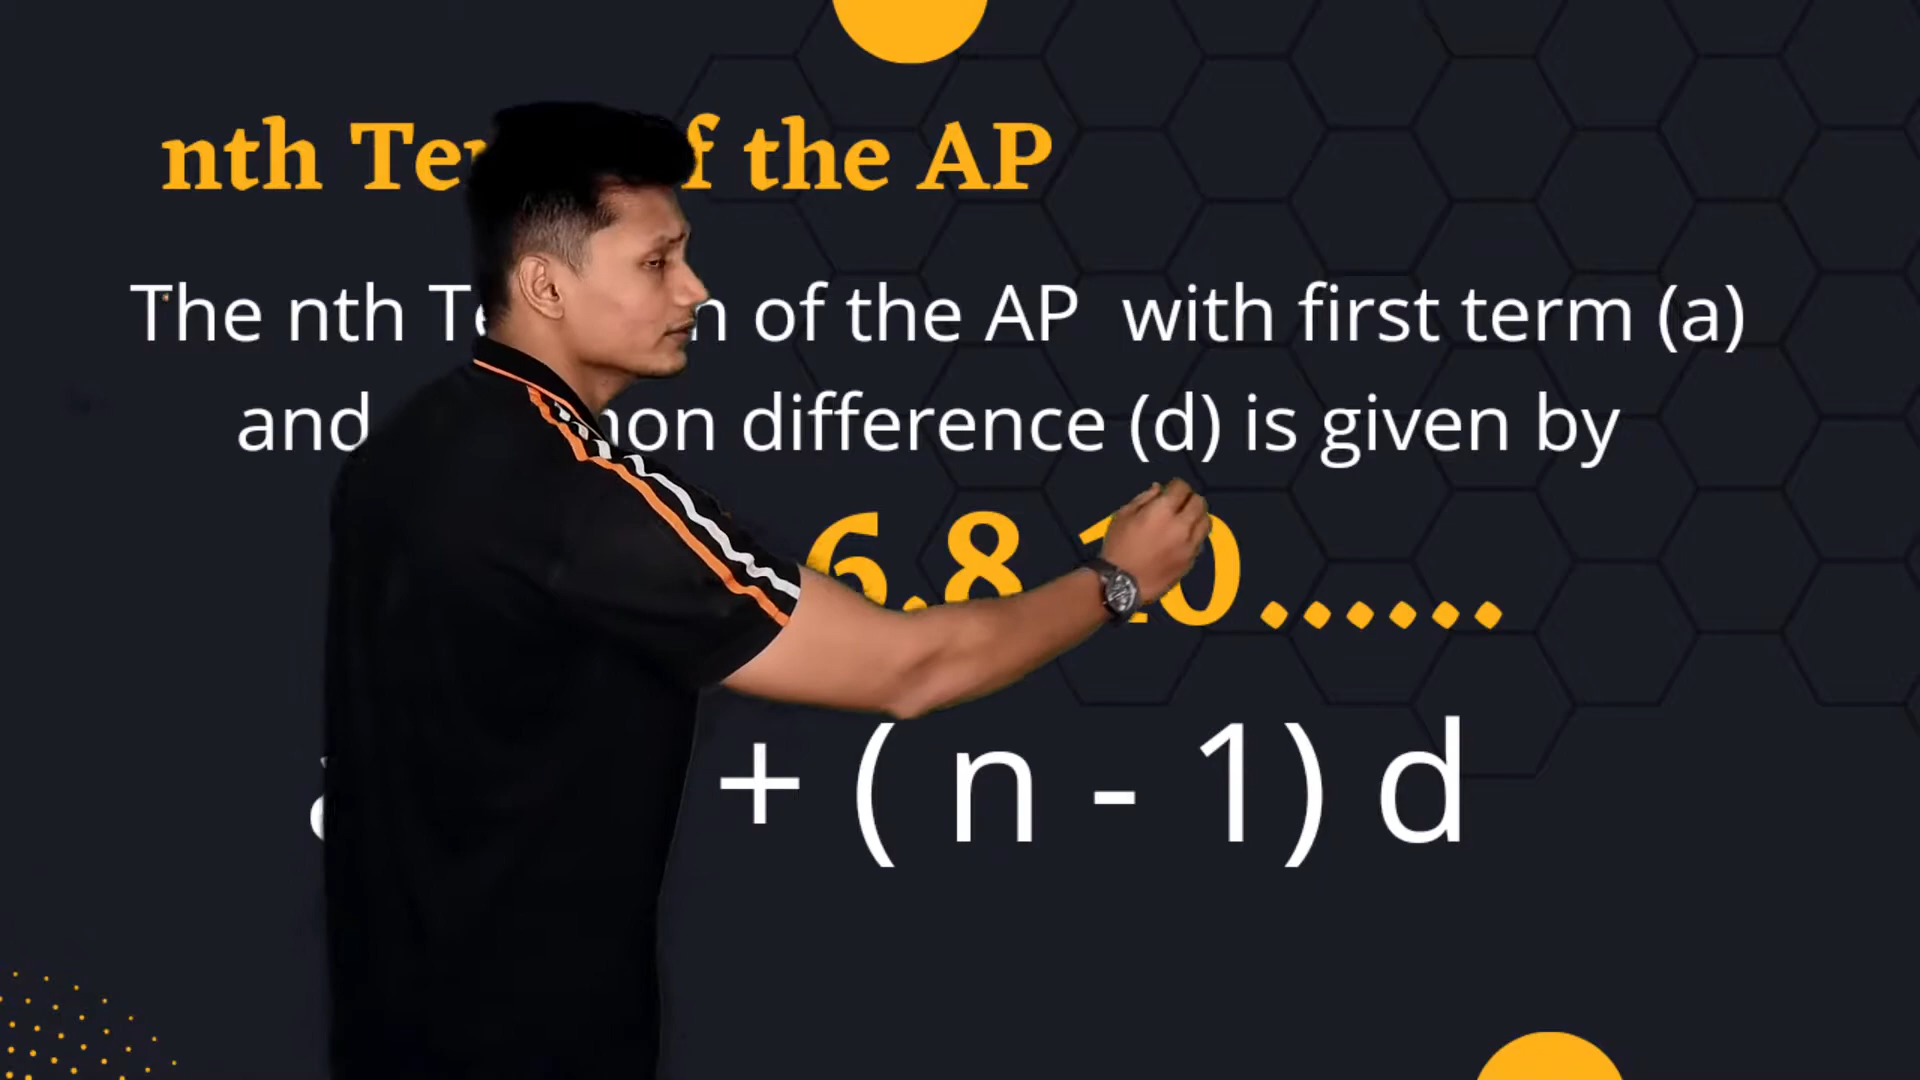 nth Te f the AP
The nth Te n of the AP with first term (a)
and non difference (d) is given by
6.8.10......
+ ( n - 1) d